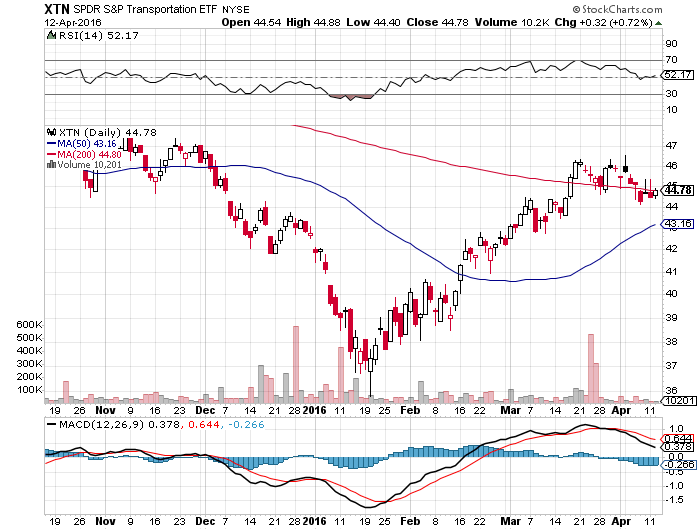 XTN SPDR S&P Transportation ETF NYSE © StockCharts.com
12-Apr-2016 Open 44.54 High 44.88 Low 44.40 Close 44.78 Volume 10.2K Chg +0.32 (+0.72%)
RSI(14) 52.17
90
70
52.17
30
10
XTN (Daily) 44.78
MA(50) 43.16
MA(200) 44.80
Volume 10,201
47
46
45
44.78
44
43.16
42
41
40
39
38
37
36
600K
500K
400K
300K
200K
100K
10201
19 26 Nov 9 16 23 Dec 7 14 21 28 2016 11 19 25 Feb 8 16 22 Mar 7 14 21 28 Apr 11
MACD(12,26,9) 0.378, 0.644, -0.266
1.0
0.644
0.378
0.0
-0.266
-0.5
-1.0
-1.5
19 26 Nov 9 16 23 Dec 7 14 21 28 2016 11 19 25 Feb 8 16 22 Mar 7 14 21 28 Apr 11